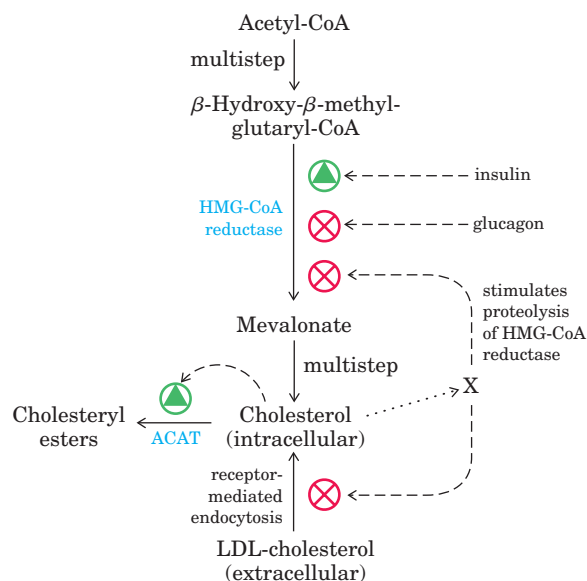 Acetyl-CoA
multistep
β-Hydroxy-β-methyl-
glutaryl-CoA
insulin
HMG-CoA
reductase
glucagon
stimulates
proteolysis
of HMG-CoA
reductase
Mevalonate
multistep
X
Cholesteryl
esters
ACAT
Cholesterol
(intracellular)
receptor-
mediated
endocytosis
LDL-cholesterol
(extracellular)